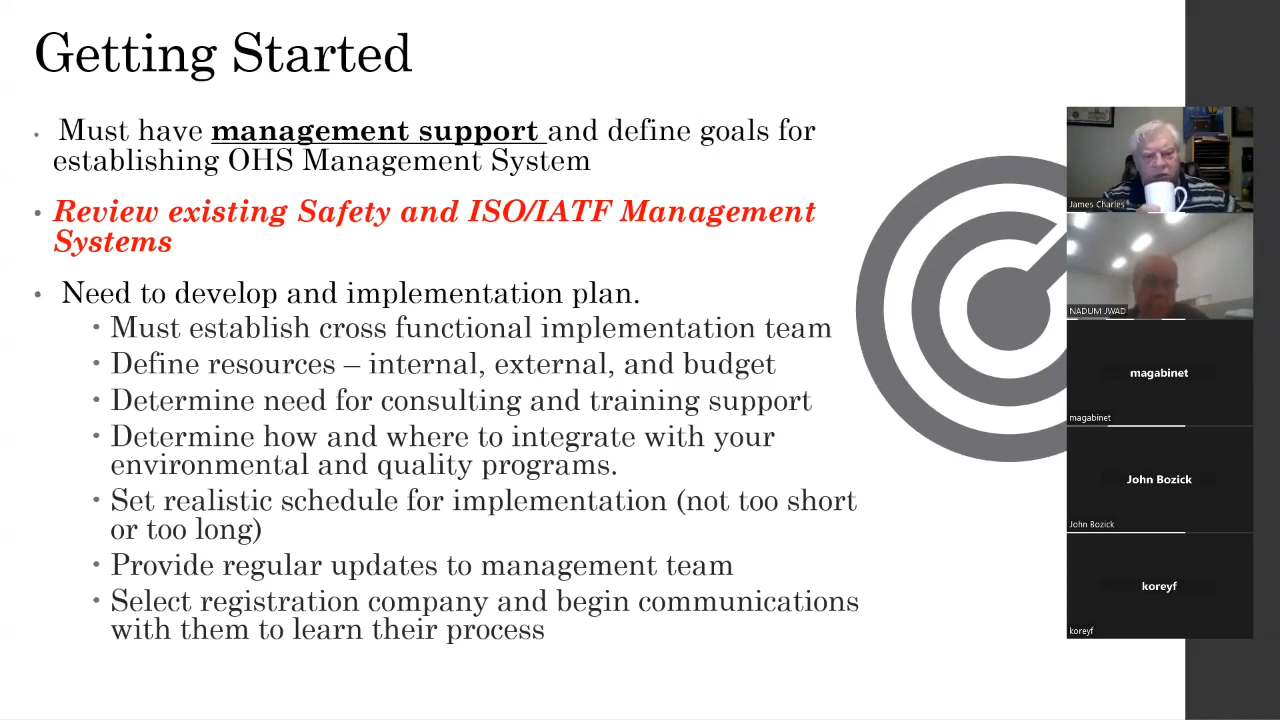 Getting Started
• Must have management support and define goals for
establishing OHS Management System
• Review existing Safety and ISO/IATF Management
Systems
• Need to develop and implementation plan.
• Must establish cross functional implementation team
• Define resources – internal, external, and budget
• Determine need for consulting and training support
• Determine how and where to integrate with your
environmental and quality programs.
• Set realistic schedule for implementation (not too short
or too long)
• Provide regular updates to management team
• Select registration company and begin communications
with them to learn their process
James Charles
NADUM JWAD
magabinet
magabinet
John Bozick
John Bozick
koreyf
koreyf